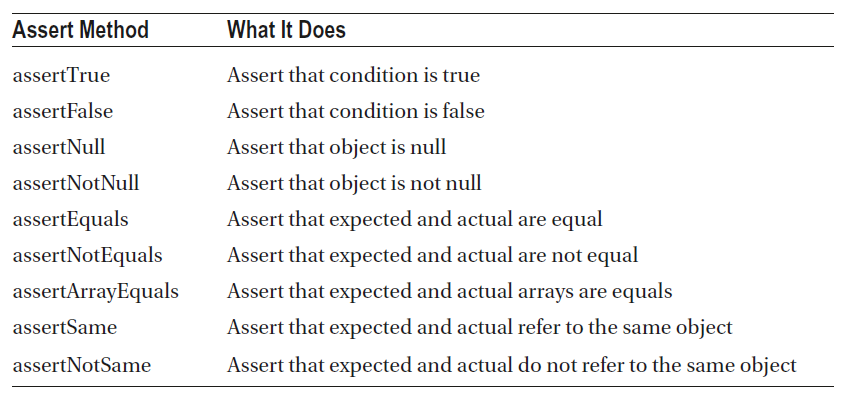 Assert Method What It Does
assertTrue Assert that condition is true
assertFalse Assert that condition is false
assertNull Assert that object is null
assertNotNull Assert that object is not null
assertEquals Assert that expected and actual are equal
assertNotEquals Assert that expected and actual are not equal
assertArrayEquals Assert that expected and actual arrays are equals
assertSame Assert that expected and actual refer to the same object
assertNotSame Assert that expected and actual do not refer to the same object